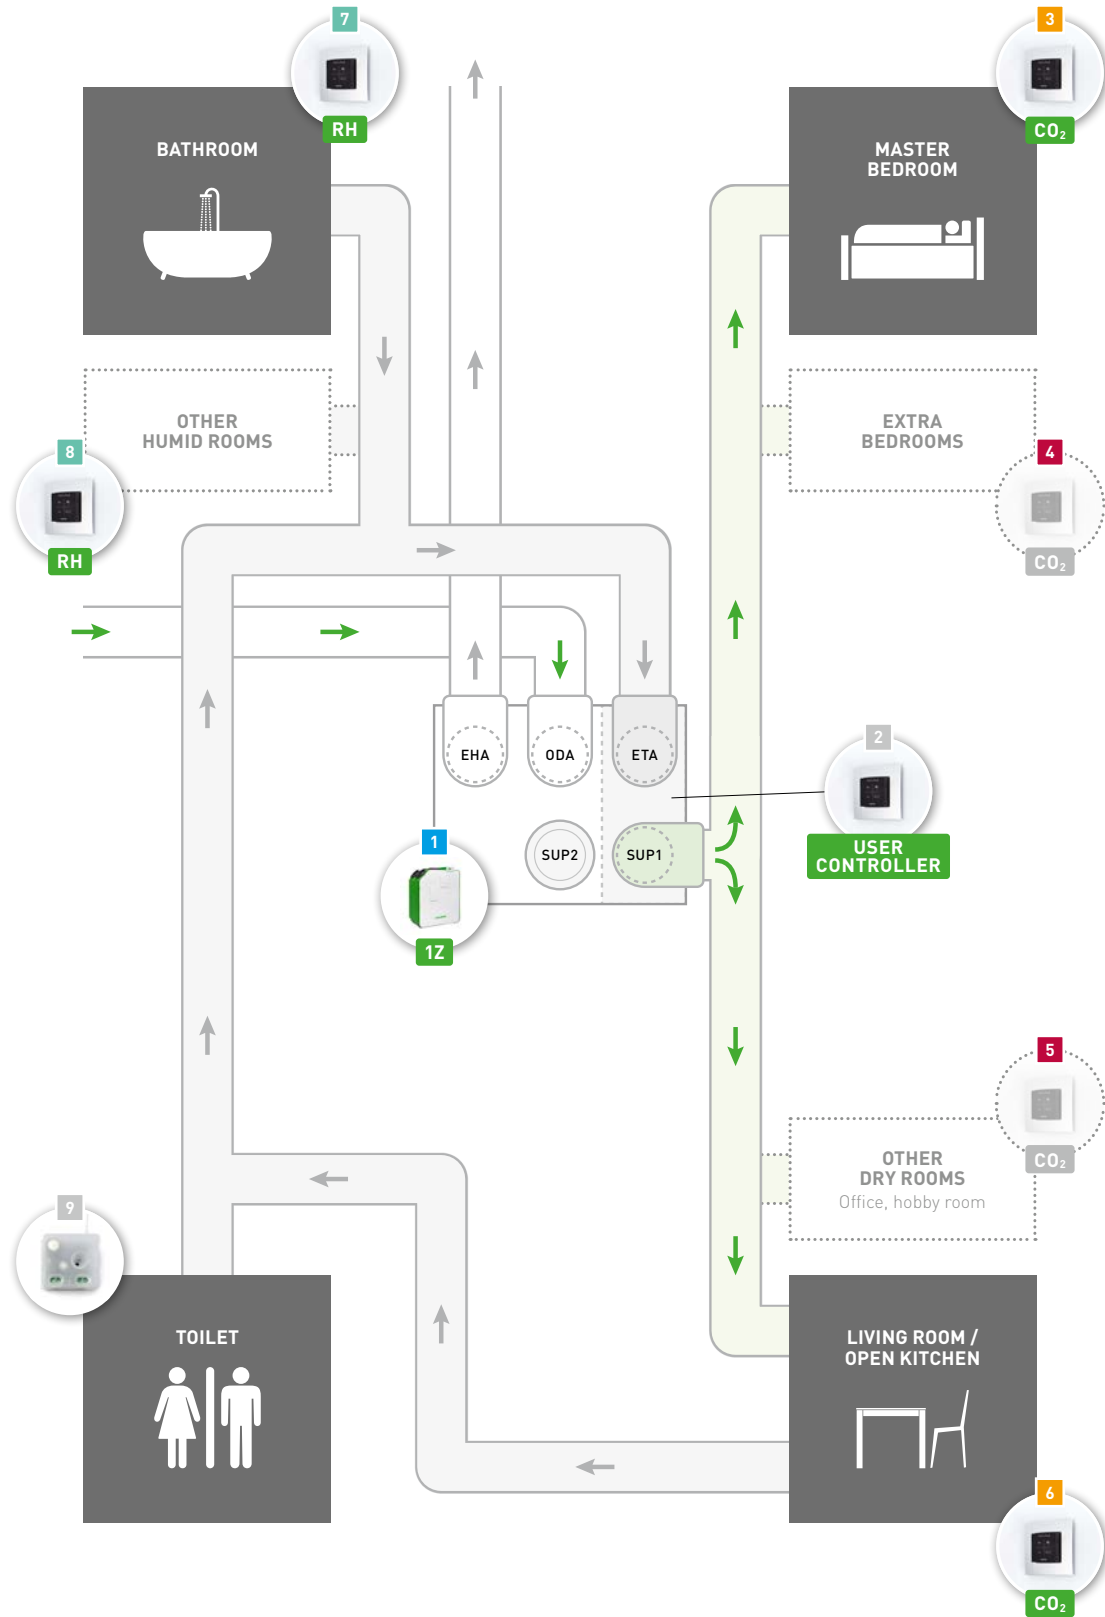 7
RH
BATHROOM
3
CO₂
MASTER
BEDROOM
OTHER
HUMID ROOMS
8
RH
EXTRA
BEDROOMS
4
CO₂
EHA
ODA
ETA
SUP2
SUP1
1
1Z
2
USER
CONTROLLER
5
CO₂
OTHER
DRY ROOMS
Office, hobby room
9
TOILET
LIVING ROOM /
OPEN KITCHEN
6
CO₂